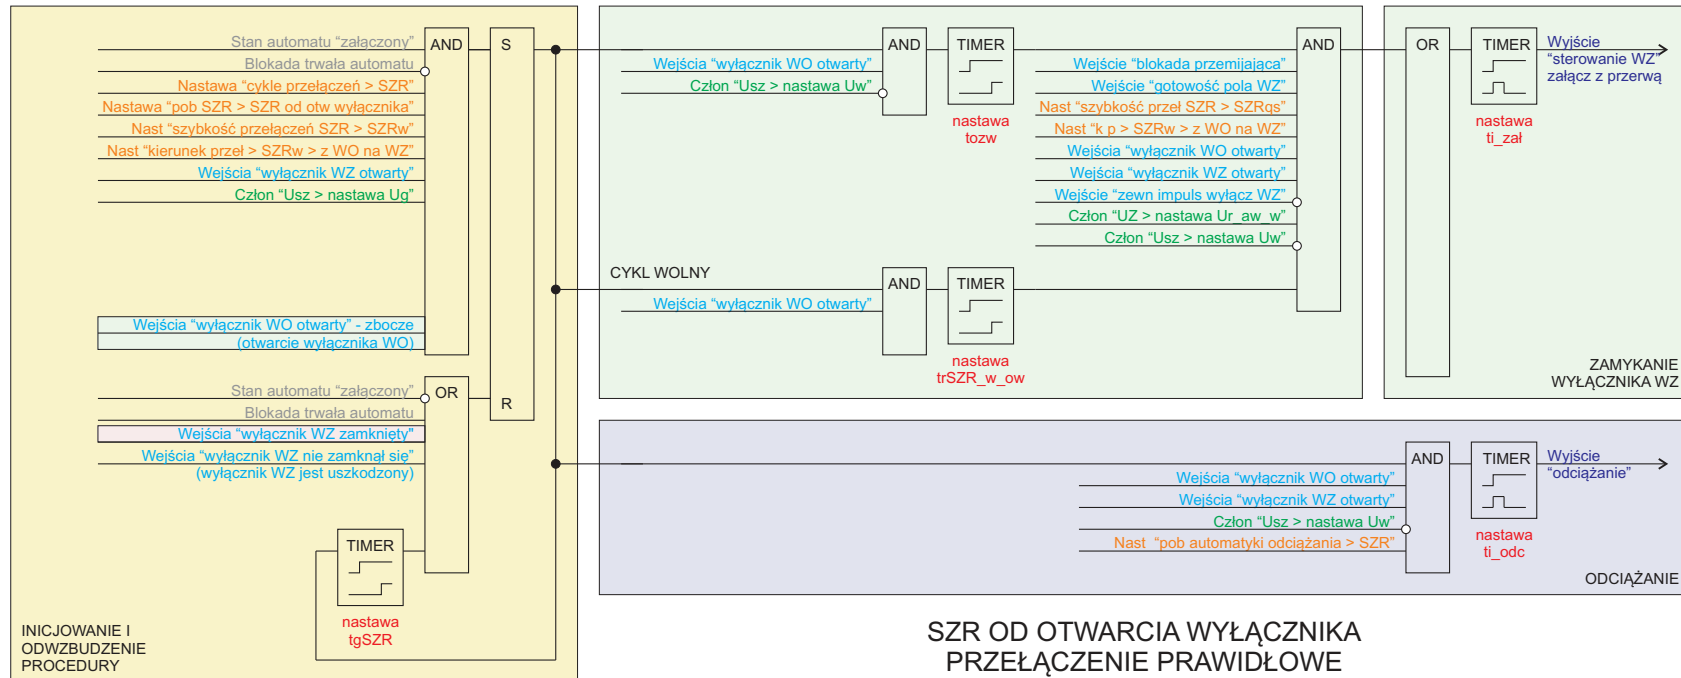 Stan automatu “załączony”
Blokada trwała automatu
Nastawa “cykle przełączeń > SZR”
Nastawa “pob SZR > SZR od otw wyłącznika”
Nast “szybkość przełączeń SZR > SZRw”
Nast “kierunek przeł > SZRw > z WO na WZ”
Wejścia “wyłącznik WZ otwarty”
Człon “Usz > nastawa Ug”
AND
S
Wejścia “wyłącznik WO otwarty” - zbocze
(otwarcie wyłącznika WO)
Stan automatu “załączony”
Blokada trwała automatu
Wejścia “wyłącznik WZ zamknięty”
Wejścia “wyłącznik WZ nie zamknął się”
(wyłącznik WZ jest uszkodzony)
OR
R
TIMER
nastawa
tgSZR
INICJOWANIE I
ODWZBUDZENIE
PROCEDURY
Wejścia “wyłącznik WO otwarty”
Człon “Usz > nastawa Uw”
AND
TIMER
nastawa
tozw
Wejście “blokada przemijająca”
Wejście “gotowość pola WZ”
Nast “szybkość przeł SZR > SZRqs”
Nast “k p > SZRw > z WO na WZ”
Wejścia “wyłącznik WO otwarty”
Wejścia “wyłącznik WZ otwarty”
Wejście “zewn impuls wyłącz WZ”
Człon “UZ > nastawa Ur_aw_w”
Człon “Usz > nastawa Uw”
AND
CYKL WOLNY
Wejścia “wyłącznik WO otwarty”
AND
TIMER
nastawa
trSZR_w_ow
OR
TIMER
nastawa
ti_zał
Wyjście
“sterowanie WZ”
załącz z przerwą
ZAMYKANIE
WYŁĄCZNIKA WZ
Wejścia “wyłącznik WO otwarty”
Wejścia “wyłącznik WZ otwarty”
Człon “Usz > nastawa Uw”
Nast “pob automatyki odciążania > SZR”
AND
TIMER
nastawa
ti_odc
Wyjście
“odciążanie”
ODCIĄŻANIE
SZR OD OTWARCIA WYŁĄCZNIKA
PRZEŁĄCZENIE PRAWIDŁOWE